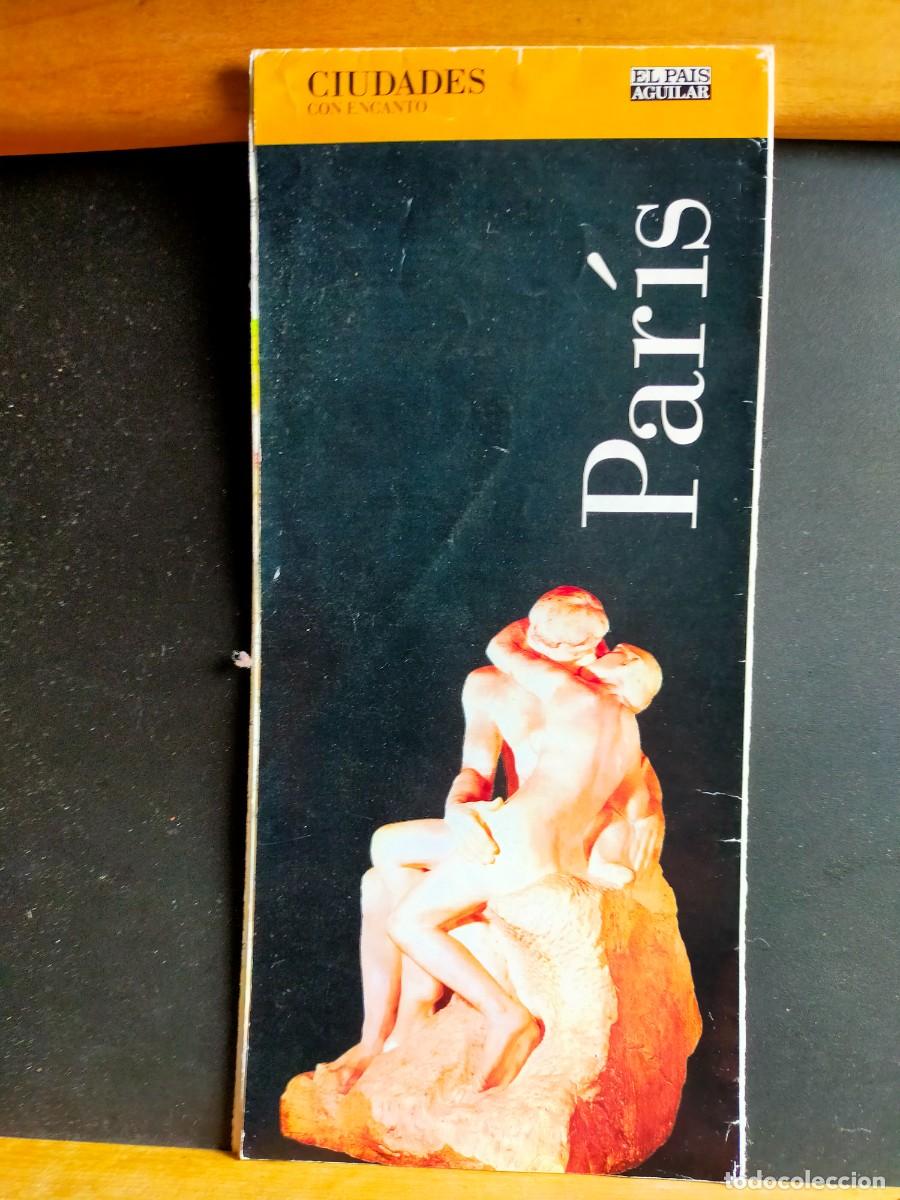 CIUDADES
CON ENCANTO
EL PAIS
AGUILAR
París
todocoleccion